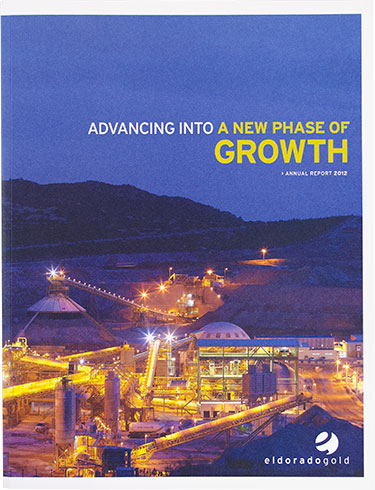 ADVANCING INTO A NEW PHASE OF
GROWTH
> ANNUAL REPORT 2012
eldoradogold